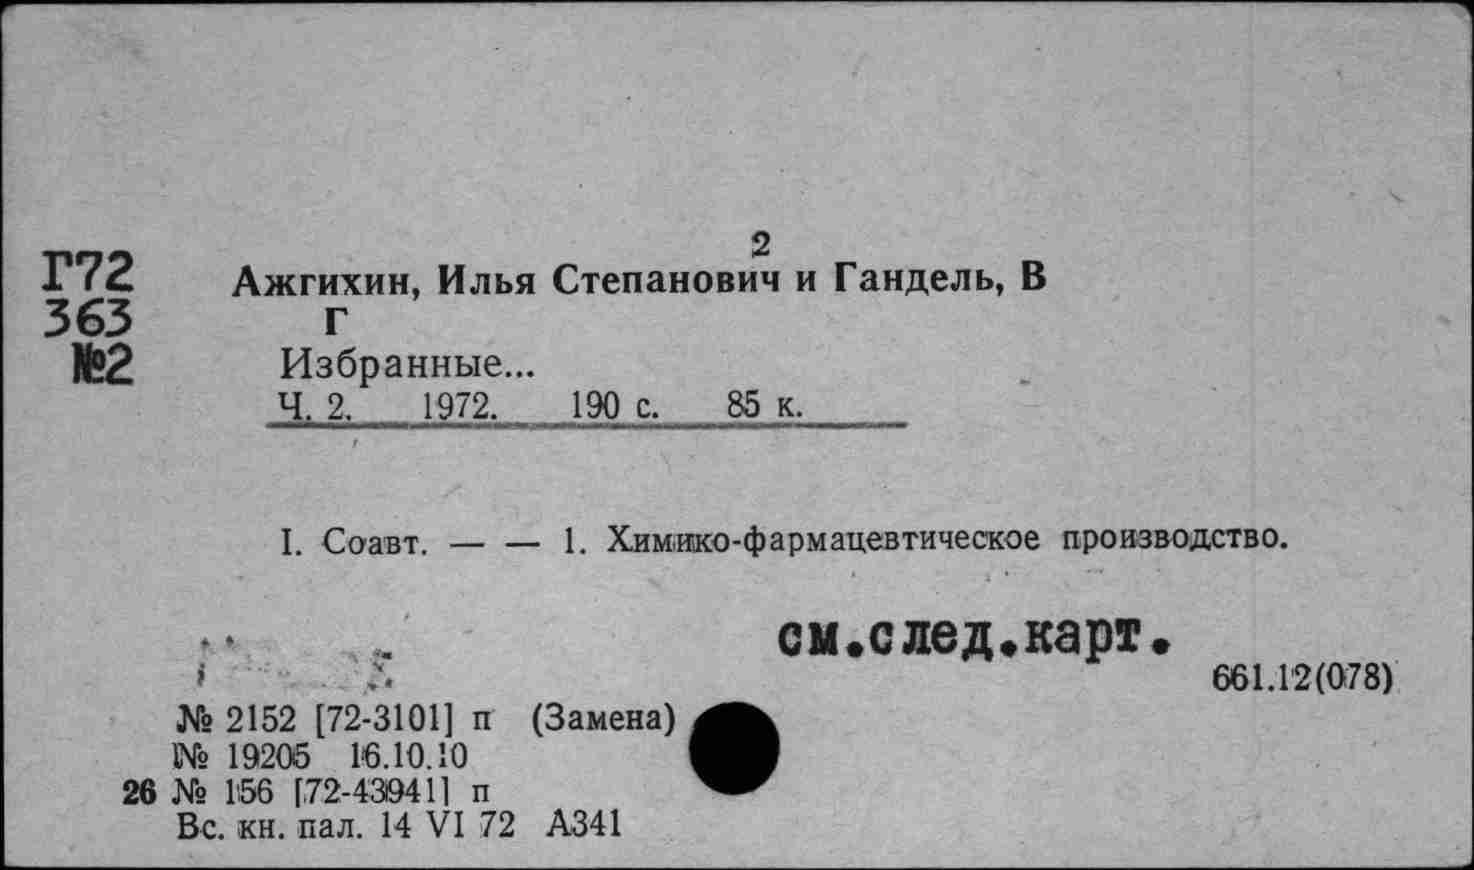 2
Г72 Ажгихин, Илья Степанович и Гандель, В
363 Г
№2 Избранные...
Ч. 2. 1972. 190 с. 85 к.
I. Соавт. — — 1. Химико-фармацевтическое производство.
см.след.карт.
661.12(078)
№ 2152 [72-3101] п (Замена)
№ 19205 16.10.10
26 № 156 [72-43941] п
Вс. кн. пал. 14 VI 72 А341